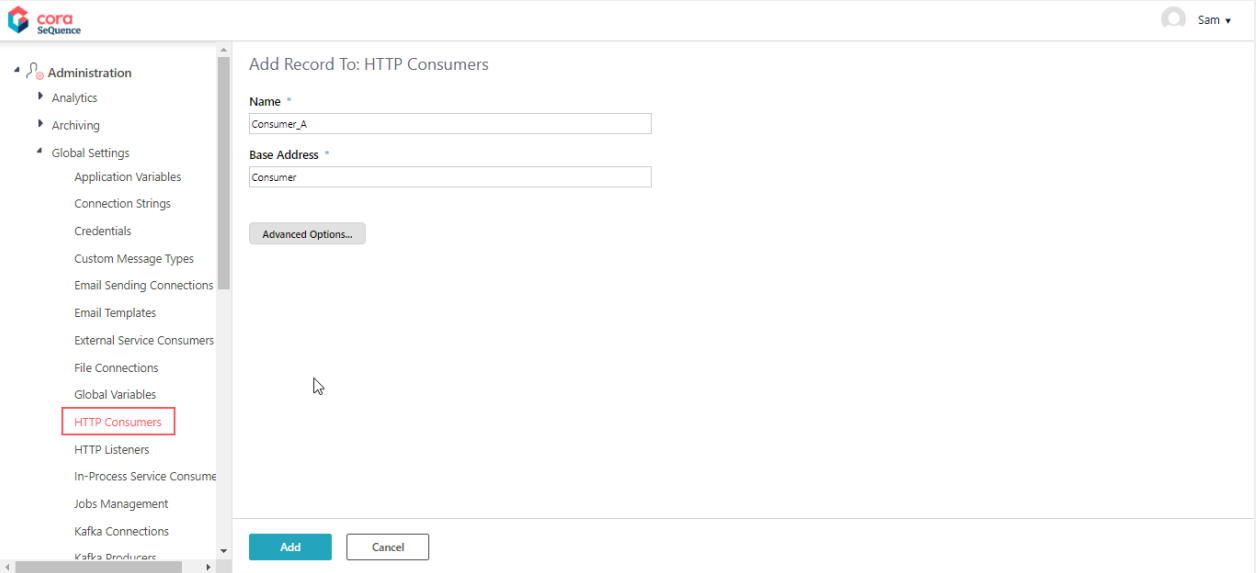 cora
SeQuence
Sam
Administration
Analytics
Archiving
Global Settings
Application Variables
Connection Strings
Credentials
Custom Message Types
Email Sending Connections
Email Templates
External Service Consumers
File Connections
Global Variables
HTTP Consumers
HTTP Listeners
In-Process Service Consume
Jobs Management
Kafka Connections
Kafka Producers
Add Record To: HTTP Consumers
Name *
Consumer_A
Base Address *
Consumer
Advanced Options...
Add
Cancel